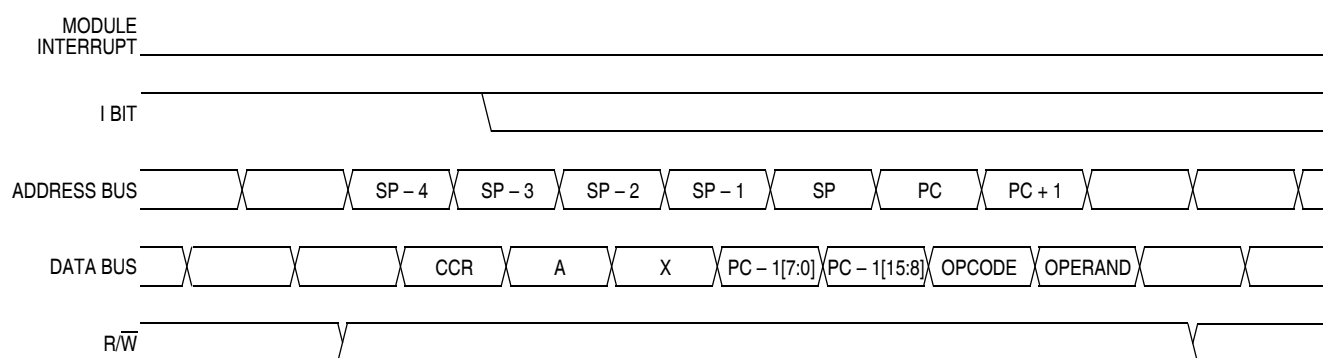 MODULE
INTERRUPT
I BIT
ADDRESS BUS SP – 4 SP – 3 SP – 2 SP – 1 SP PC PC + 1
DATA BUS CCR A X PC – 1[7:0] PC – 1[15:8] OPCODE OPERAND
R/W̅